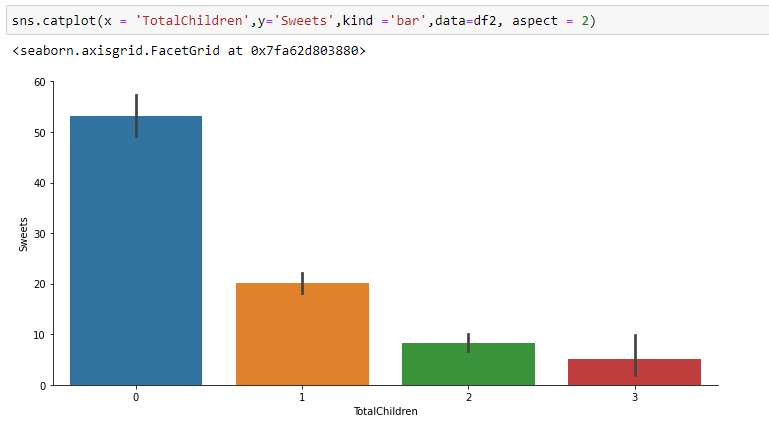 sns.catplot(x = 'TotalChildren',y='Sweets',kind ='bar',data=df2, aspect = 2)
<seaborn.axisgrid.FacetGrid at 0x7fa62d803880>
60
50
40
30
20
10
0
Sweets
0 1 2 3
TotalChildren